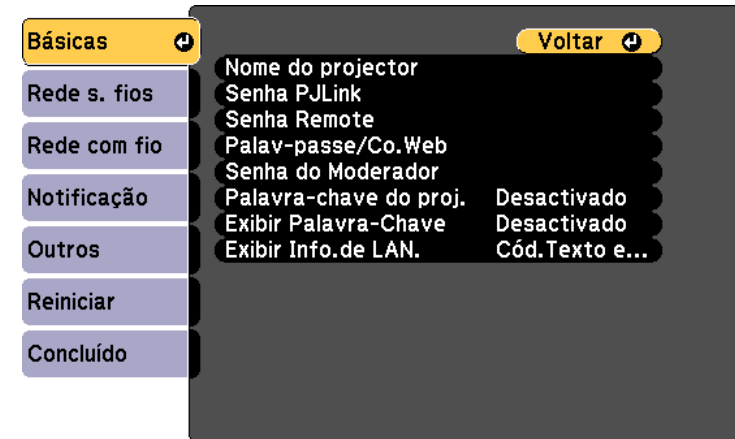 Básicas
Rede s. fios
Rede com fio
Notificação
Outros
Reiniciar
Concluído
Voltar
Nome do projector
Senha PJLink
Senha Remote
Palav-passe/Co.Web
Senha do Moderador
Palavra-chave do proj. Desactivado
Exibir Palavra-Chave Desactivado
Exibir Info.de LAN. Cód.Texto e...